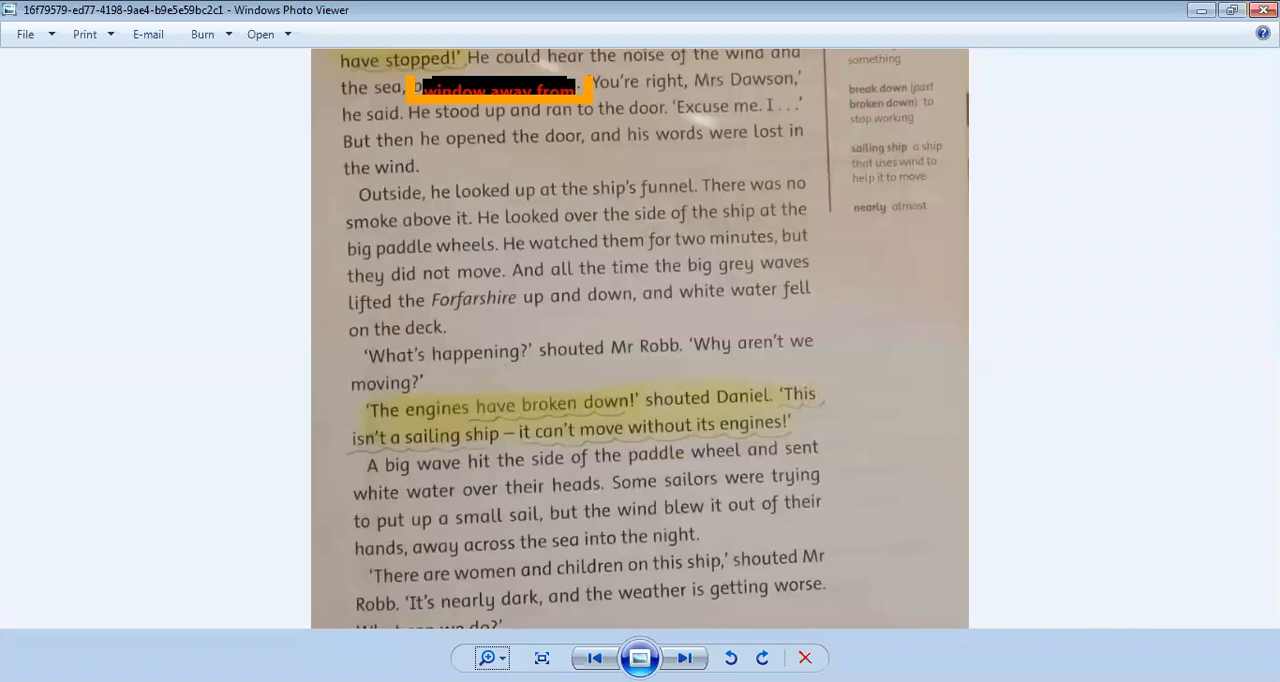 16f79579-ed77-4198-9ae4-b9e5e59bc2c1 - Windows Photo Viewer
File Print E-mail Burn Open
have stopped!' He could hear the noise of the wind and
the sea, window away from 'You're right, Mrs Dawson,'
he said. He stood up and ran to the door. 'Excuse me. I . . .'
But then he opened the door, and his words were lost in
the wind.
Outside, he looked up at the ship's funnel. There was no
smoke above it. He looked over the side of the ship at the
big paddle wheels. He watched them for two minutes, but
they did not move. And all the time the big grey waves
lifted the Forfarshire up and down, and white water fell
on the deck.
'What's happening?' shouted Mr Robb. 'Why aren't we
moving?'
'The engines have broken down!' shouted Daniel. 'This
isn't a sailing ship – it can't move without its engines!'
A big wave hit the side of the paddle wheel and sent
white water over their heads. Some sailors were trying
to put up a small sail, but the wind blew it out of their
hands, away across the sea into the night.
'There are women and children on this ship,' shouted Mr
Robb. 'It's nearly dark, and the weather is getting worse.
something
break down (past
broken down) to
stop working
sailing ship a ship
that uses wind to
help it to move
nearly almost